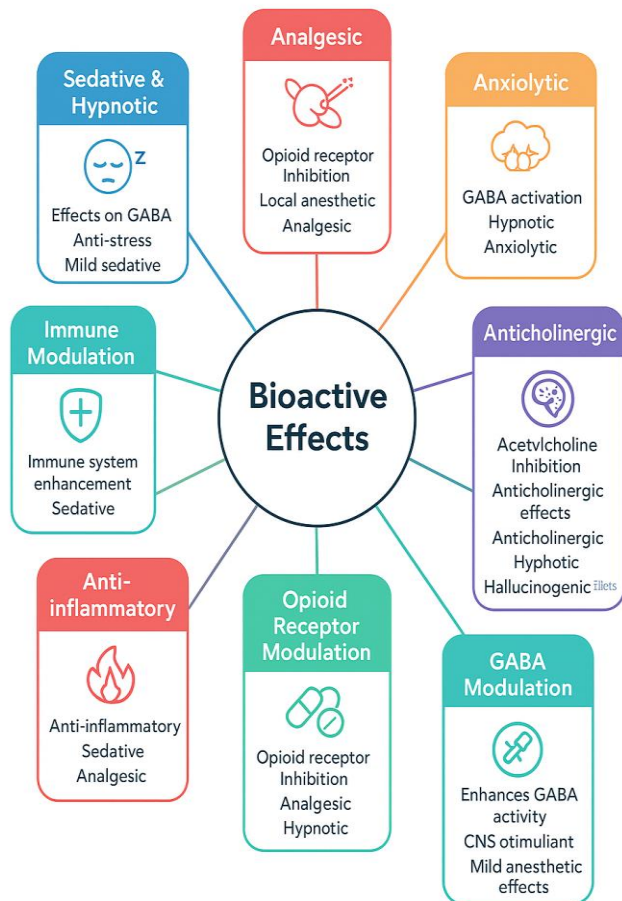 Sedative &
Hypnotic
Effects on GABA
Anti-stress
Mild sedative
Analgesic
Opioid receptor
Inhibition
Local anesthetic
Analgesic
Anxiolytic
GABA activation
Hypnotic
Anxiolytic
Immune
Modulation
Immune system
enhancement
Sedative
Bioactive
Effects
Anticholinergic
Acetvlcholine
Inhibition
Anticholinergic
effects
Anticholinergic
Hyphotic
Hallucinogenic
Anti-
inflammatory
Anti-inflammatory
Sedative
Analgesic
Opioid
Receptor
Modulation
Opioid receptor
Inhibition
Analgesic
Hypnotic
GABA
Modulation
Enhances GABA
activity
CNS otimuliant
Mild anesthetic
effects
Z